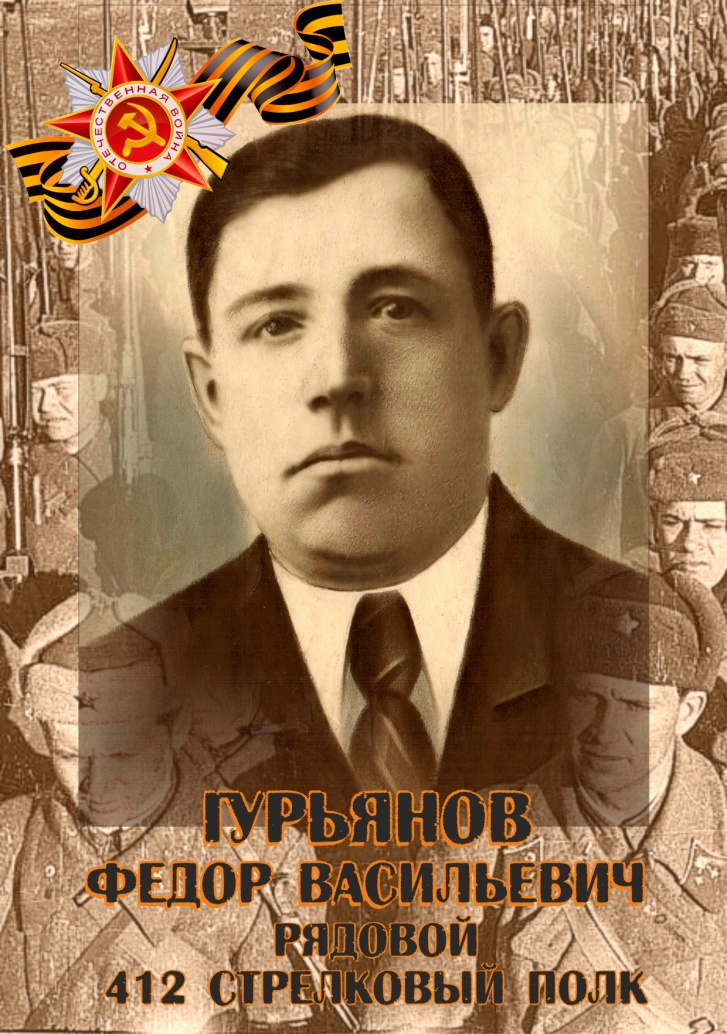 ОТЕЧЕСТВЕННАЯ ВОЙНА
ГУРЬЯНОВ
ФЕДОР ВАСИЛЬЕВИЧ
РЯДОВОЙ
412 СТРЕЛКОВЫЙ ПОЛК